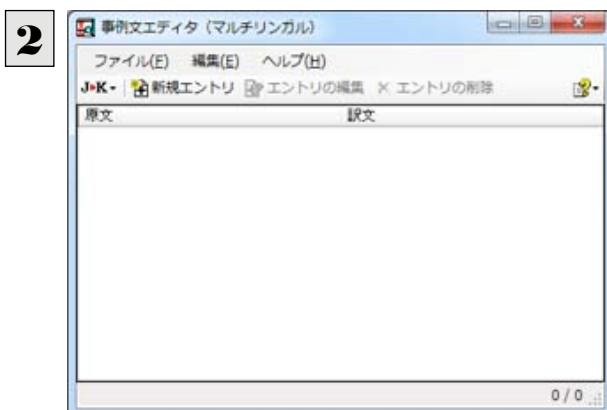 2
事例文エディタ（マルチリンガル）
ファイル(F) 編集(E) ヘルプ(H)
J▸K 新規エントリ エントリの編集 × エントリの削除
原文 訳文
0 / 0